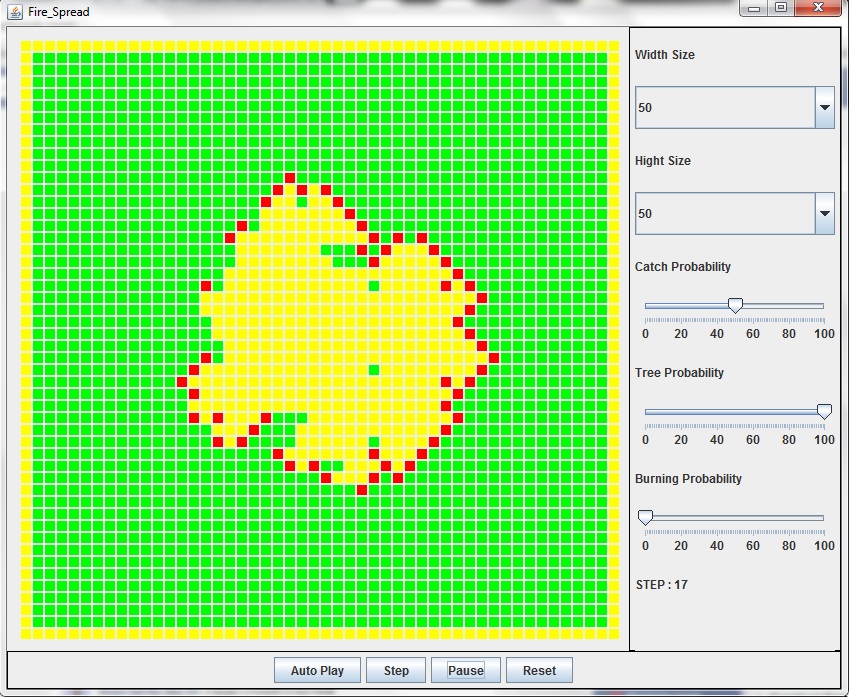 Fire_Spread
Width Size
50
Hight Size
50
Catch Probability
0 20 40 60 80 100
Tree Probability
0 20 40 60 80 100
Burning Probability
0 20 40 60 80 100
STEP : 17
Auto Play Step Pause Reset